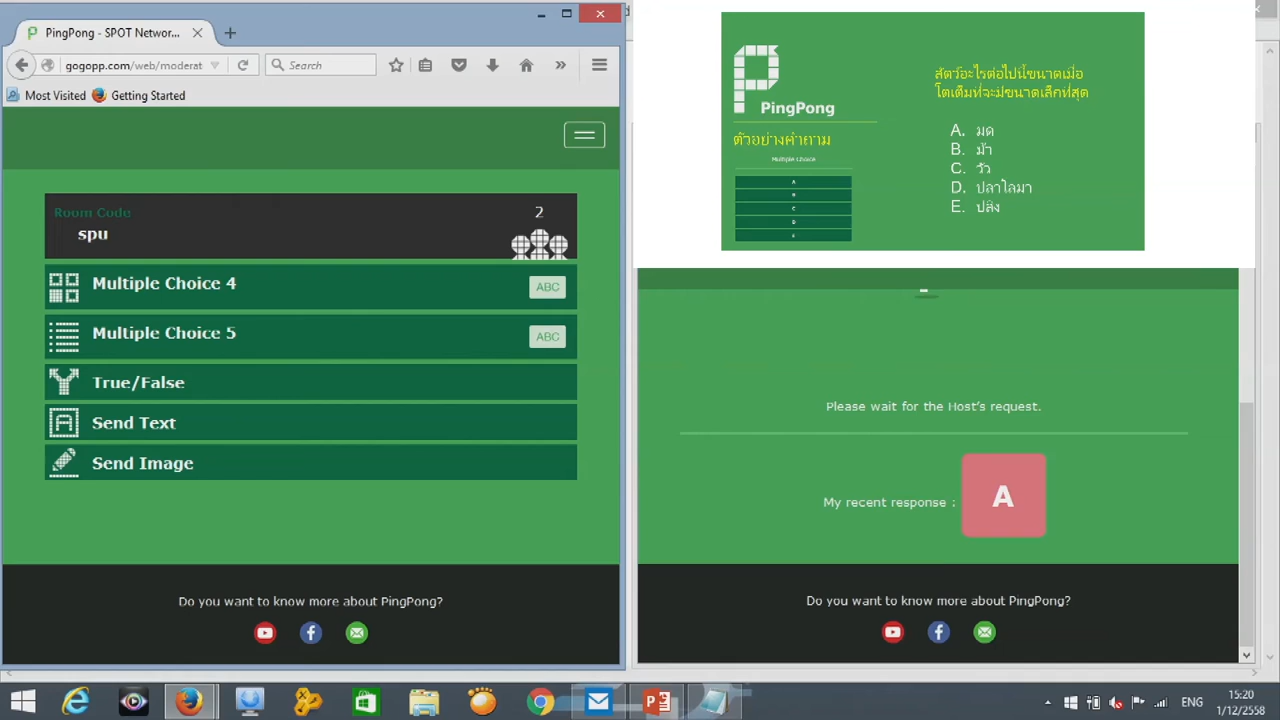 PingPong - SPOT Networ...
gogopp.com/web/moderat
Search
Most Visited
Getting Started
Room Code
spu
2
Multiple Choice 4
ABC
Multiple Choice 5
ABC
True/False
Send Text
Send Image
Do you want to know more about PingPong?
PingPong
ตัวอย่างคำถาม
Multiple Choice
A
B
C
D
E
สัตว์อะไรต่อไปนี้ขนาดเมื่อ
โตเต็มที่จะมีขนาดเล็กที่สุด
A. มด
B. ม้า
C. วัว
D. ปลาโลมา
E. ปลิง
Please wait for the Host's request.
My recent response :
A
Do you want to know more about PingPong?
ENG
15:20
1/12/2558